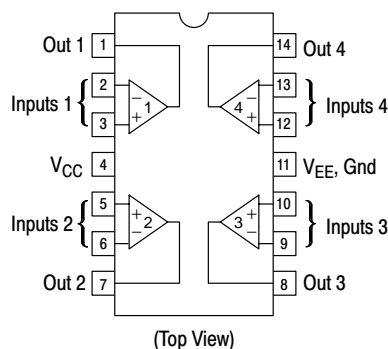 Out 1 1 14 Out 4
2 − − 13
Inputs 1 { 1 4 } Inputs 4
3 + + 12
VCC 4 11 VEE, Gnd
5 + + 10
Inputs 2 { 2 3 } Inputs 3
6 − − 9
Out 2 7 8 Out 3
(Top View)